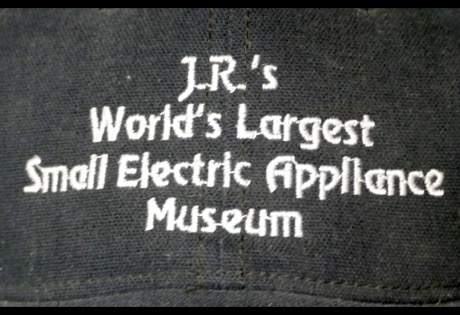 J.R.'s
World's Largest
Small Electric Appliance
Museum